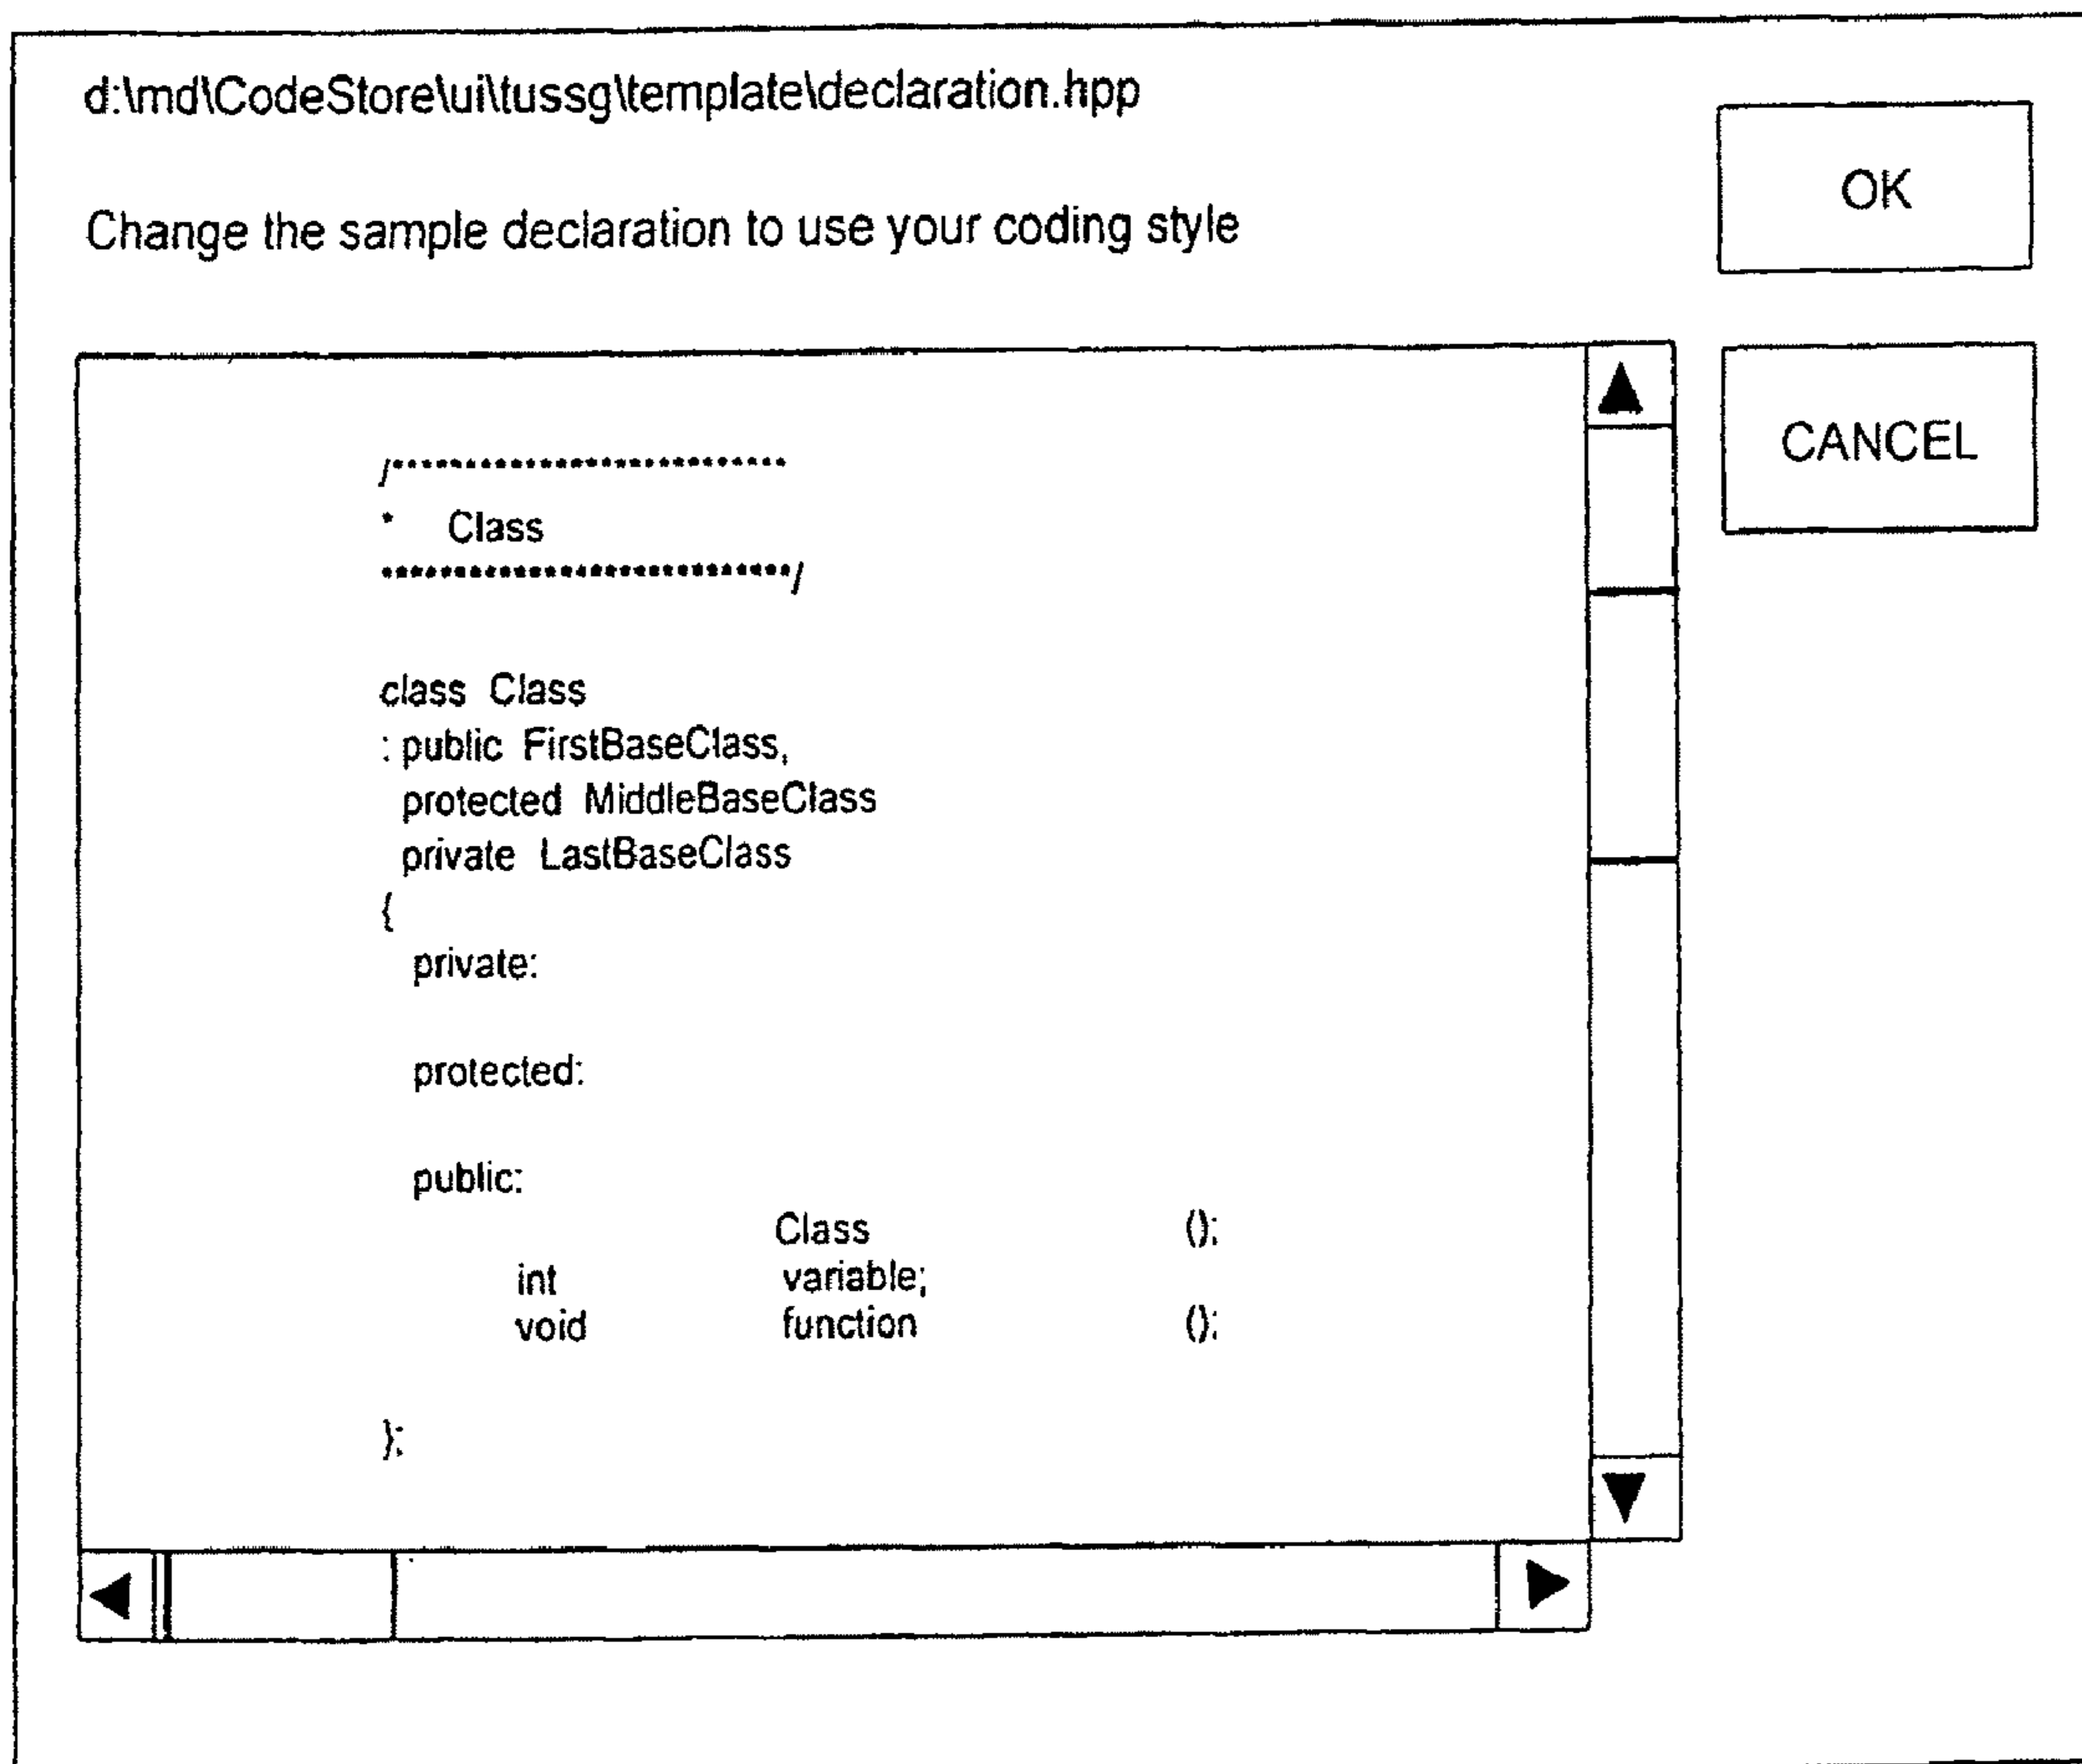 d:\md\CodeStore\ui\tussg\template\declaration.hpp
OK
Change the sample declaration to use your coding style
CANCEL
/***************************
* Class
****************************/
class Class
: public FirstBaseClass,
protected MiddleBaseClass
private LastBaseClass
{
private:
protected:
public:
Class ();
int variable;
void function ();
};